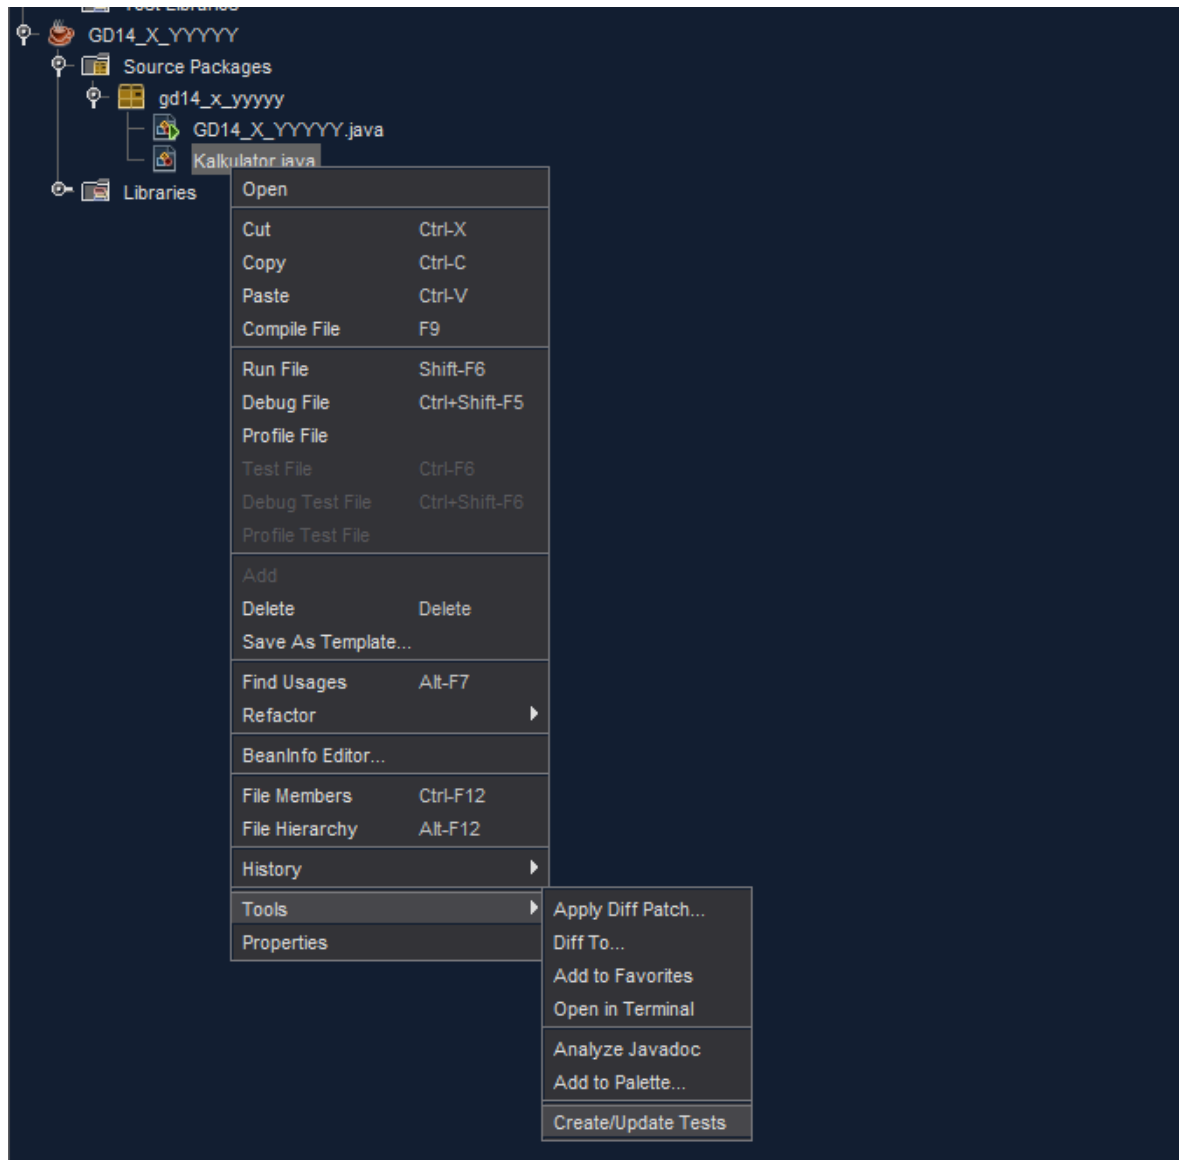 Test Libraries
GD14_X_YYYYY
Source Packages
gd14_x_yyyyy
GD14_X_YYYYY.java
Kalkulator.java
Libraries
Open
Cut Ctrl-X
Copy Ctrl-C
Paste Ctrl-V
Compile File F9
Run File Shift-F6
Debug File Ctrl+Shift-F5
Profile File
Test File Ctrl-F6
Debug Test File Ctrl+Shift-F6
Profile Test File
Add
Delete Delete
Save As Template...
Find Usages Alt-F7
Refactor
BeanInfo Editor...
File Members Ctrl-F12
File Hierarchy Alt-F12
History
Tools
Properties
Apply Diff Patch...
Diff To...
Add to Favorites
Open in Terminal
Analyze Javadoc
Add to Palette...
Create/Update Tests